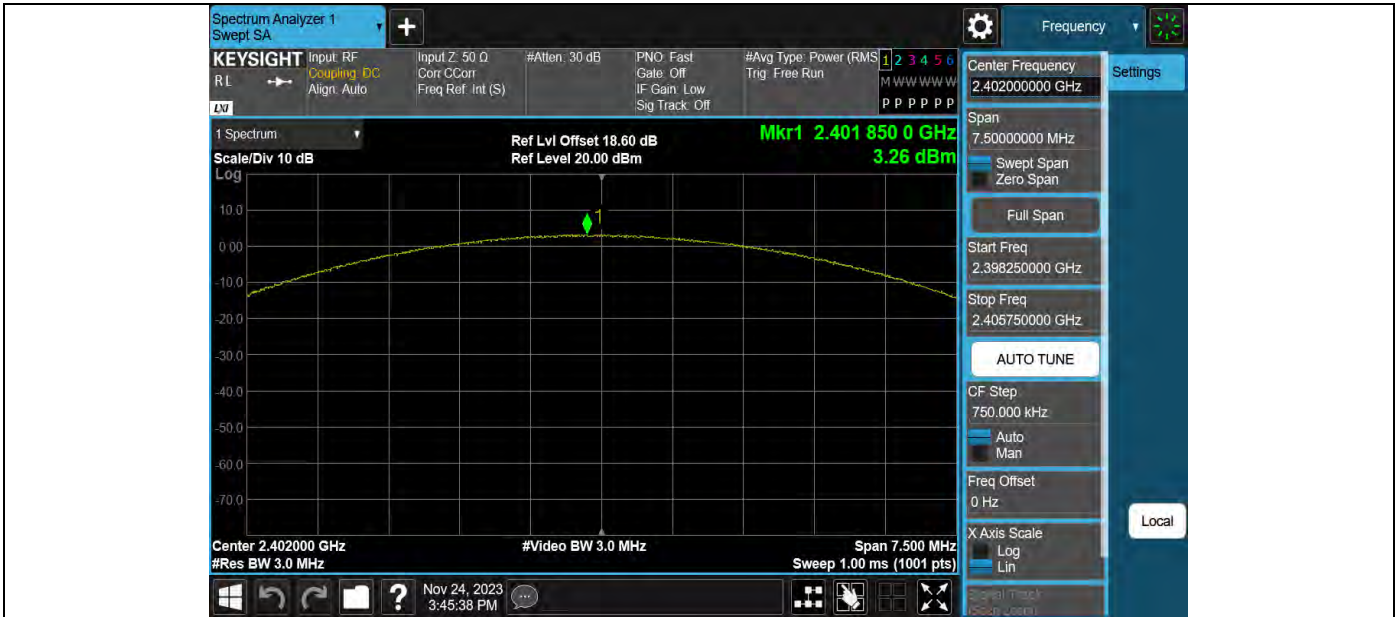 Spectrum Analyzer 1
Swept SA
+
Frequency
KEYSIGHT
R L
LXI
Input: RF
Coupling: DC
Align: Auto
Input Z: 50 Ω
Corr CCorr
Freq Ref: Int (S)
#Atten: 30 dB
PNO: Fast
Gate: Off
IF Gain: Low
Sig Track: Off
#Avg Type: Power (RMS
Trig: Free Run
1 2 3 4 5 6
M W W W W W
P P P P P P
1 Spectrum
Scale/Div 10 dB
Log
Ref Lvl Offset 18.60 dB
Ref Level 20.00 dBm
Mkr1 2.401 850 0 GHz
3.26 dBm
1
10.0
0.00
-10.0
-20.0
-30.0
-40.0
-50.0
-60.0
-70.0
Center 2.402000 GHz
#Res BW 3.0 MHz
#Video BW 3.0 MHz
Span 7.500 MHz
Sweep 1.00 ms (1001 pts)
Center Frequency
2.402000000 GHz
Settings
Span
7.50000000 MHz
Swept Span
Zero Span
Full Span
Start Freq
2.398250000 GHz
Stop Freq
2.405750000 GHz
AUTO TUNE
CF Step
750.000 kHz
Auto
Man
Freq Offset
0 Hz
X Axis Scale
Log
Lin
Signal Track
(Span Zoom)
Local
?
Nov 24, 2023
3:45:38 PM